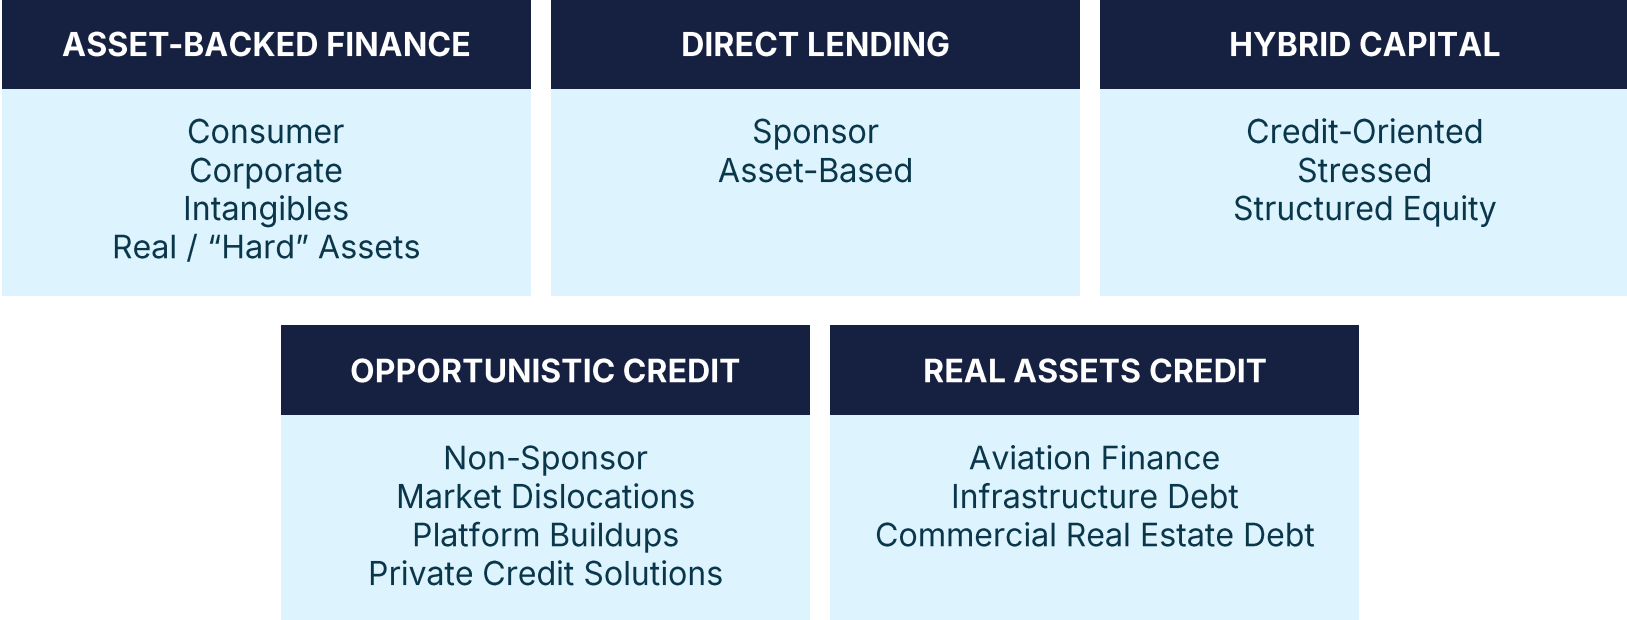 ASSET-BACKED FINANCE
Consumer
Corporate
Intangibles
Real / “Hard” Assets
DIRECT LENDING
Sponsor
Asset-Based
HYBRID CAPITAL
Credit-Oriented
Stressed
Structured Equity
OPPORTUNISTIC CREDIT
Non-Sponsor
Market Dislocations
Platform Buildups
Private Credit Solutions
REAL ASSETS CREDIT
Aviation Finance
Infrastructure Debt
Commercial Real Estate Debt